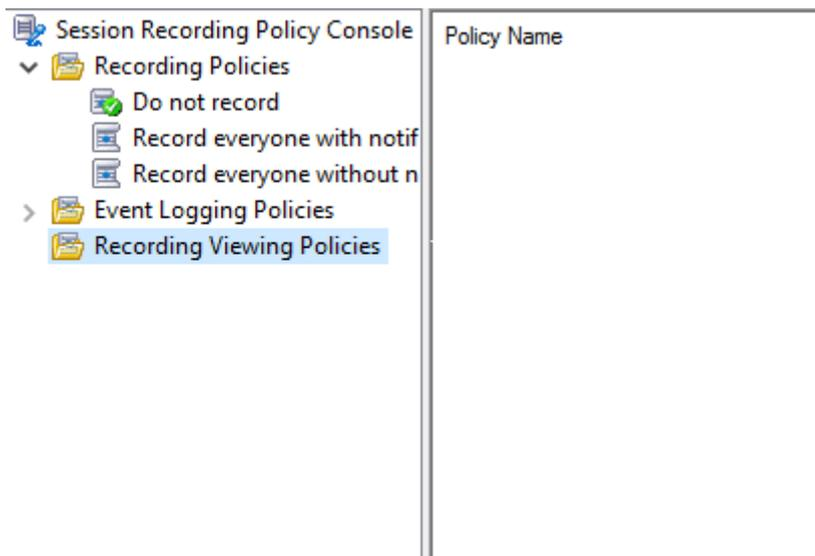 Session Recording Policy Console
Recording Policies
Do not record
Record everyone with notif
Record everyone without n
Event Logging Policies
Recording Viewing Policies
Policy Name